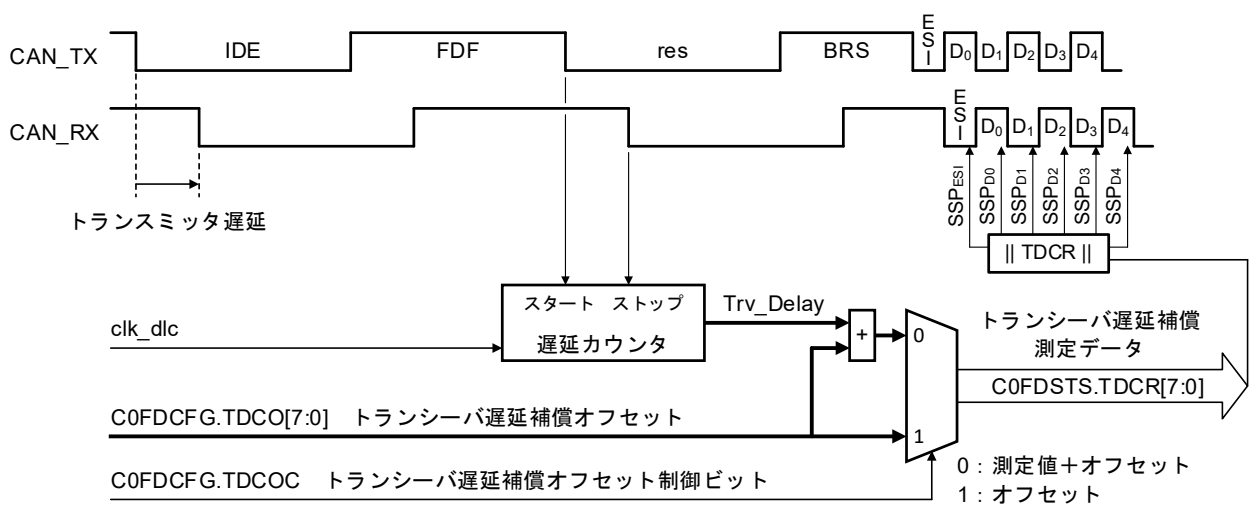 CAN_TX
IDE
FDF
res
BRS
ESI
D0 D1 D2 D3 D4
CAN_RX
ESI
D0 D1 D2 D3 D4
トランスミッタ遅延
SSPESI SSPD0 SSPD1 SSPD2 SSPD3 SSPD4
|| TDCR ||
スタート ストップ
遅延カウンタ
clk_dlc
Trv_Delay
+
0
1
トランシーバ遅延補償
測定データ
C0FDSTS.TDCR[7:0]
C0FDCFG.TDCO[7:0] トランシーバ遅延補償オフセット
C0FDCFG.TDCOC トランシーバ遅延補償オフセット制御ビット
0：測定値＋オフセット
1：オフセット